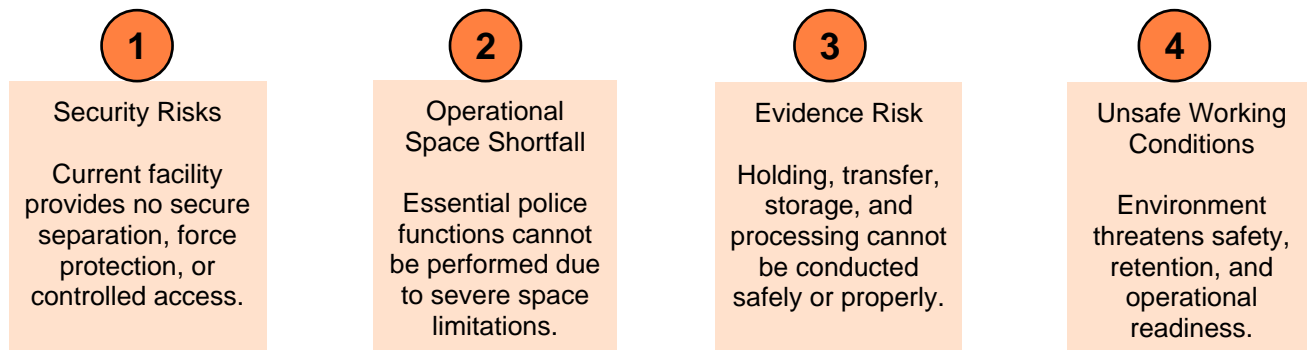 1
Security Risks
Current facility
provides no secure
separation, force
protection, or
controlled access.
2
Operational
Space Shortfall
Essential police
functions cannot
be performed due
to severe space
limitations.
3
Evidence Risk
Holding, transfer,
storage, and
processing cannot
be conducted
safely or properly.
4
Unsafe Working
Conditions
Environment
threatens safety,
retention, and
operational
readiness.